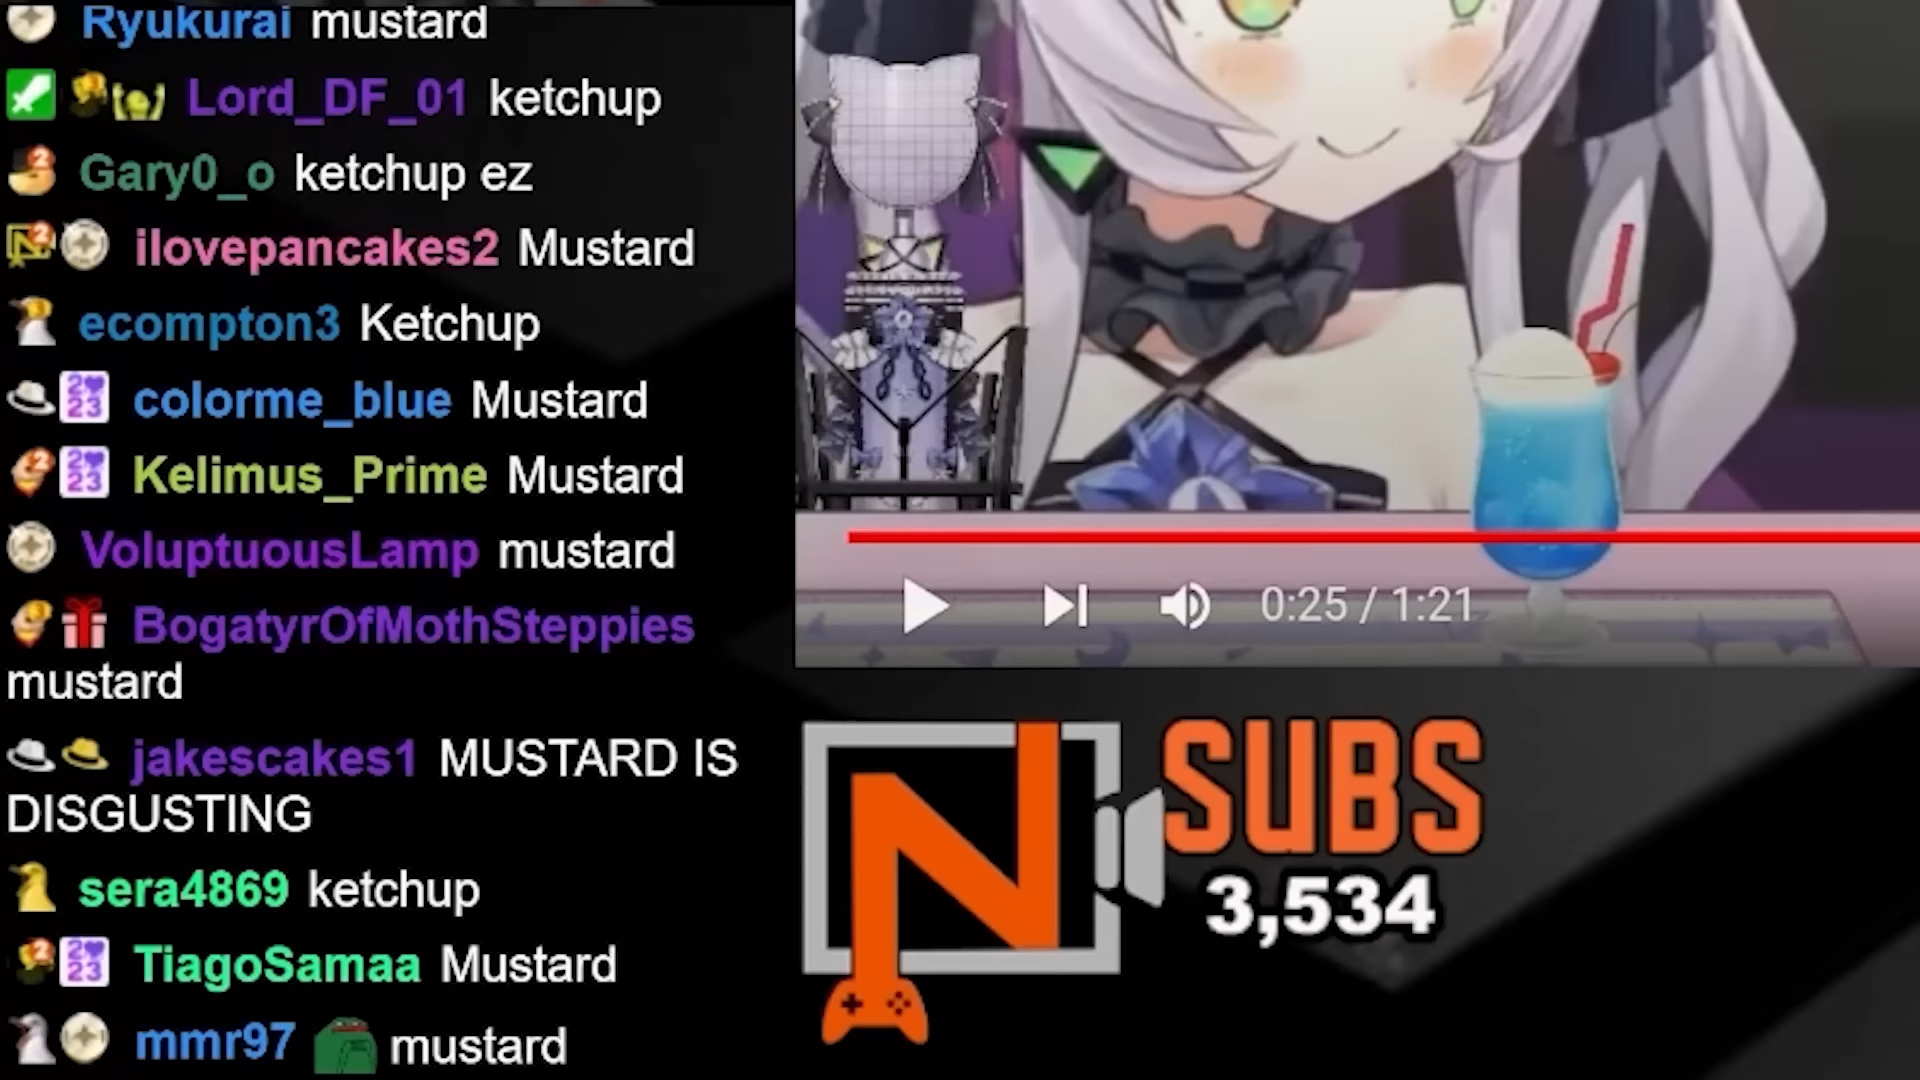 Ryukurai mustard
Lord_DF_01 ketchup
Gary0_o ketchup ez
ilovepancakes2 Mustard
ecompton3 Ketchup
colorme_blue Mustard
Kelimus_Prime Mustard
VoluptuousLamp mustard
BogatyrOfMothSteppies
mustard
jakescakes1 MUSTARD IS
DISGUSTING
sera4869 ketchup
TiagoSamaa Mustard
mmr97 mustard
0:25 / 1:21
N
SUBS
3,534